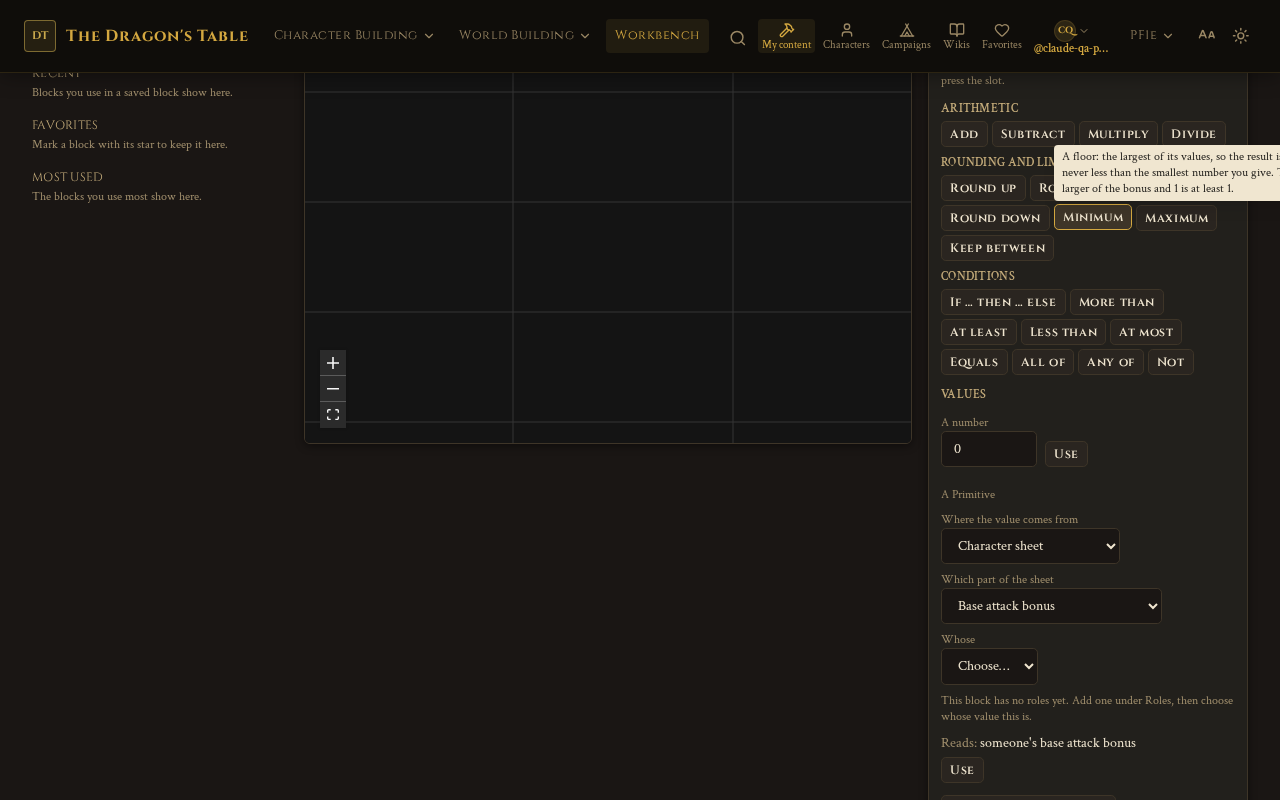 DT The Dragon's Table Character Building World Building Workbench My content Characters Campaigns Wikis Favorites CQ @claude-qa-p... PF1e AA
RECENT
Blocks you use in a saved block show here.
FAVORITES
Mark a block with its star to keep it here.
MOST USED
The blocks you use most show here.
press the slot.
ARITHMETIC
Add Subtract Multiply Divide
ROUNDING AND
A floor: the largest of its values, so the result
never less than the smallest number you give.
larger of the bonus and 1 is at least 1.
Round up
Round down Minimum Maximum
Keep between
CONDITIONS
If ... then ... else More than
At least Less than At most
Equals All of Any of Not
VALUES
A number
0 Use
A Primitive
Where the value comes from
Character sheet
Which part of the sheet
Base attack bonus
Whose
Choose...
This block has no roles yet. Add one under Roles, then choose
whose value this is.
Reads: someone's base attack bonus
Use